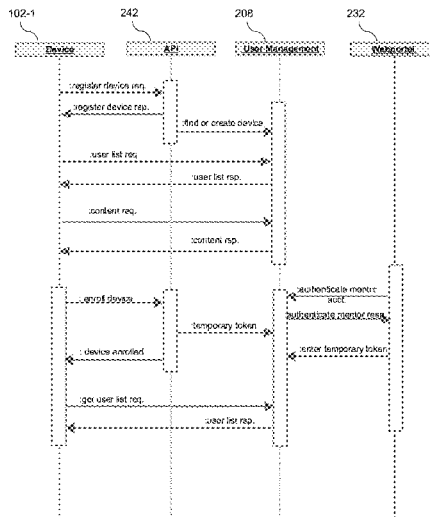 102-1 242 208 232
Device API User Management Webportal
:register device req.
:register device rsp.
:find or create device
:user list req
:user list rsp.
:content req.
:content rsp.
:authenticate mentor
: enroll device
authenticate mentor resp.
:temporary token
:enter temporary token
: device enrolled
:get user list req.
:user list rsp.